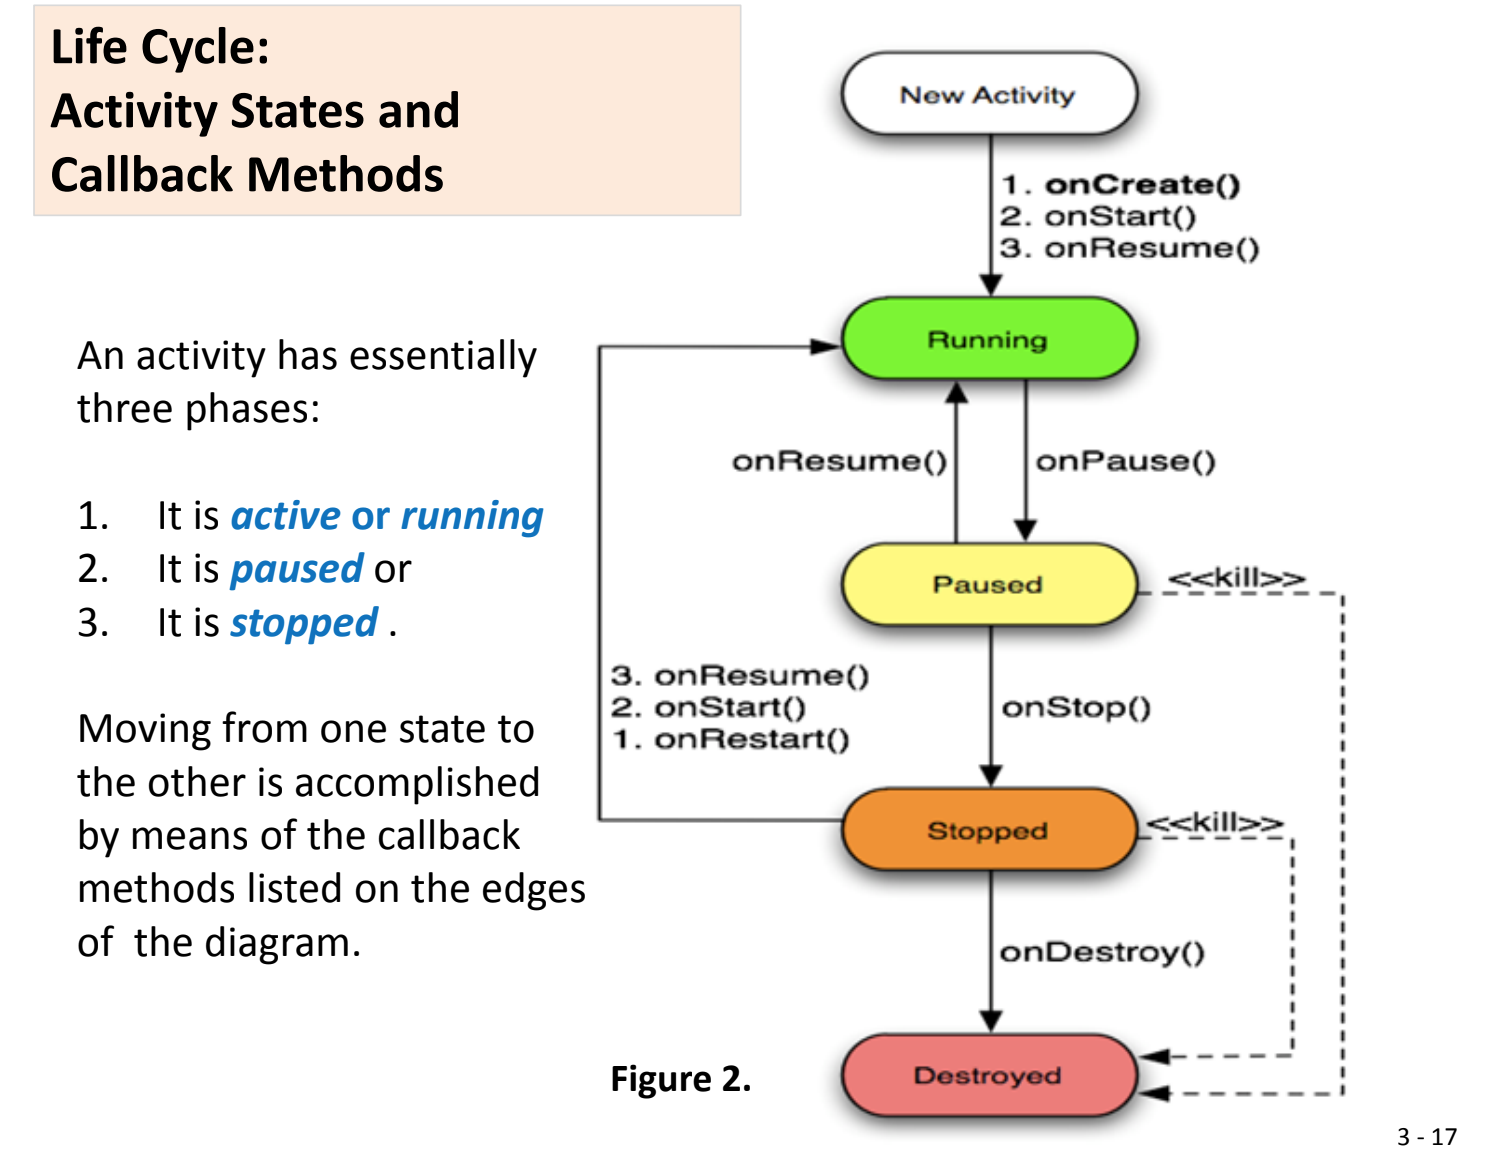 Life Cycle:
Activity States and
Callback Methods
An activity has essentially
three phases:
1. It is active or running
2. It is paused or
3. It is stopped .
Moving from one state to
the other is accomplished
by means of the callback
methods listed on the edges
of the diagram.
New Activity
1. onCreate()
2. onStart()
3. onResume()
Running
onResume()
onPause()
Paused
<<kill>>
3. onResume()
2. onStart()
1. onRestart()
onStop()
Stopped
<<kill>>
onDestroy()
Destroyed
Figure 2.
3 - 17